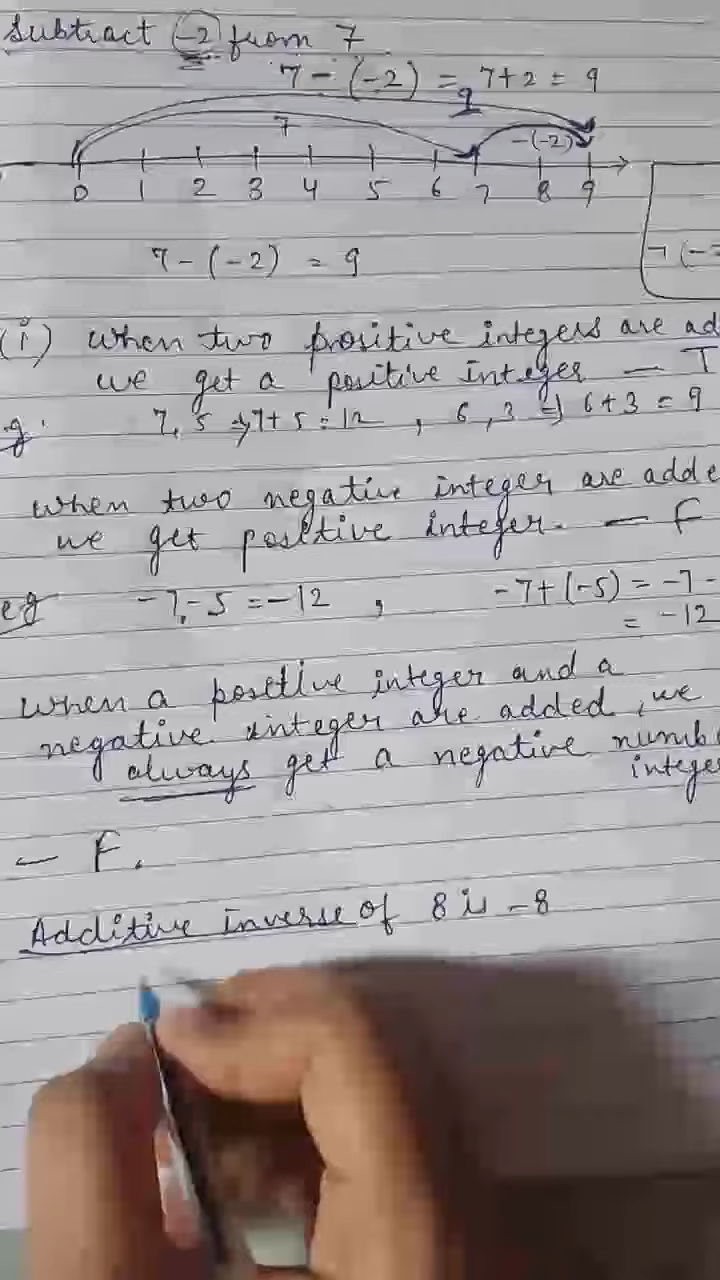 Subtract (-2) from 7
7 - (-2) = 7+2 = 9
9
7
-(-2)
0 1 2 3 4 5 6 7 8 9
7 - (-2) = 9
(i) When two positive integers are ad
we get a positive integer — T
g. 7, 5 ⇒ 7+5 = 12 , 6, 3 ⇒ 6+3 = 9
When two negative integer are adde
we get positive integer. — F
eg -7, -5 = -12 , -7+(-5) = -7-
= -12
When a positive integer and a
negative integer are added, we
always get a negative numb
intege
— F.
Additive inverse of 8 is -8